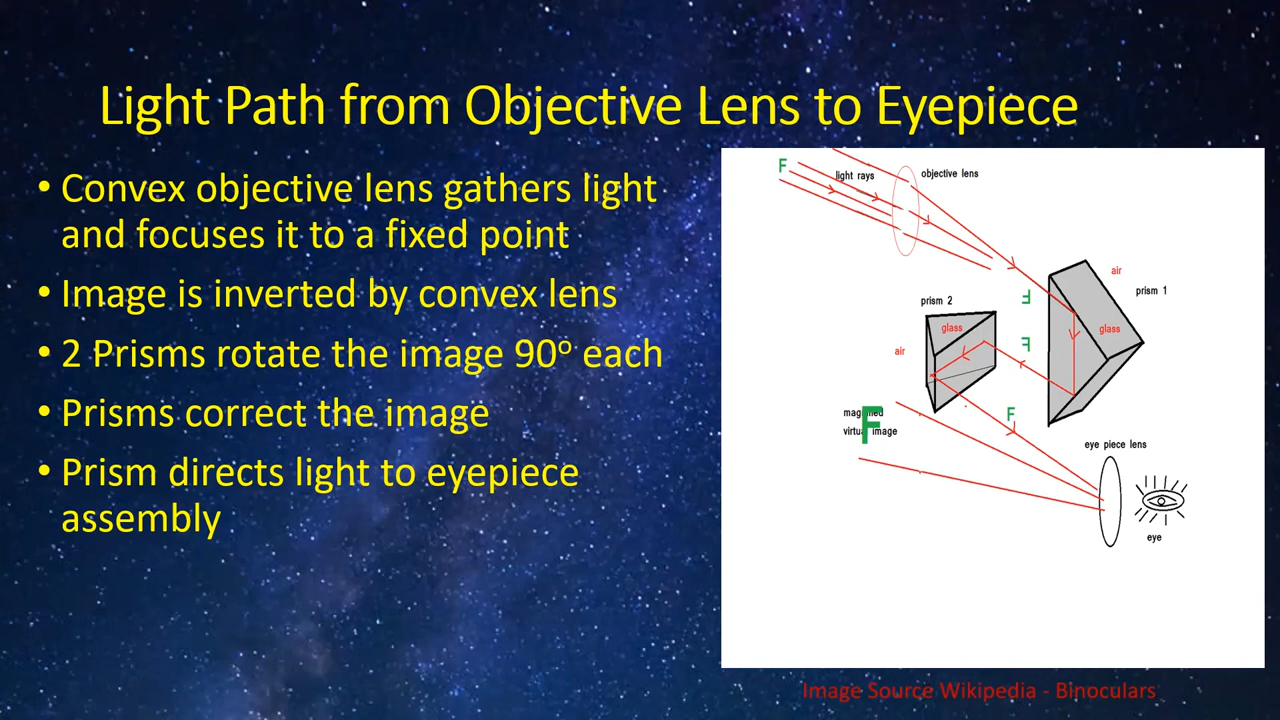 Light Path from Objective Lens to Eyepiece
• Convex objective lens gathers light
and focuses it to a fixed point
• Image is inverted by convex lens
• 2 Prisms rotate the image 90° each
• Prisms correct the image
• Prism directs light to eyepiece
assembly
F
light rays
objective lens
air
prism 1
prism 2
glass
glass
air
F
F
F
magnified
virtual image
F
eye piece lens
eye
Image Source Wikipedia - Binoculars